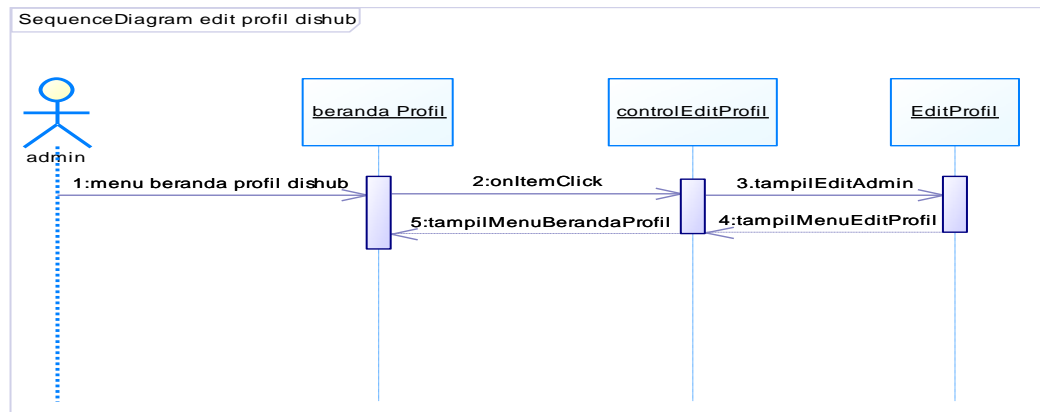 SequenceDiagram edit profil dishub
beranda Profil
controlEditProfil
EditProfil
admin
1:menu beranda profil dishub
2:onItemClick
3.tampilEditAdmin
5:tampilMenuBerandaProfil
4:tampilMenuEditProfil